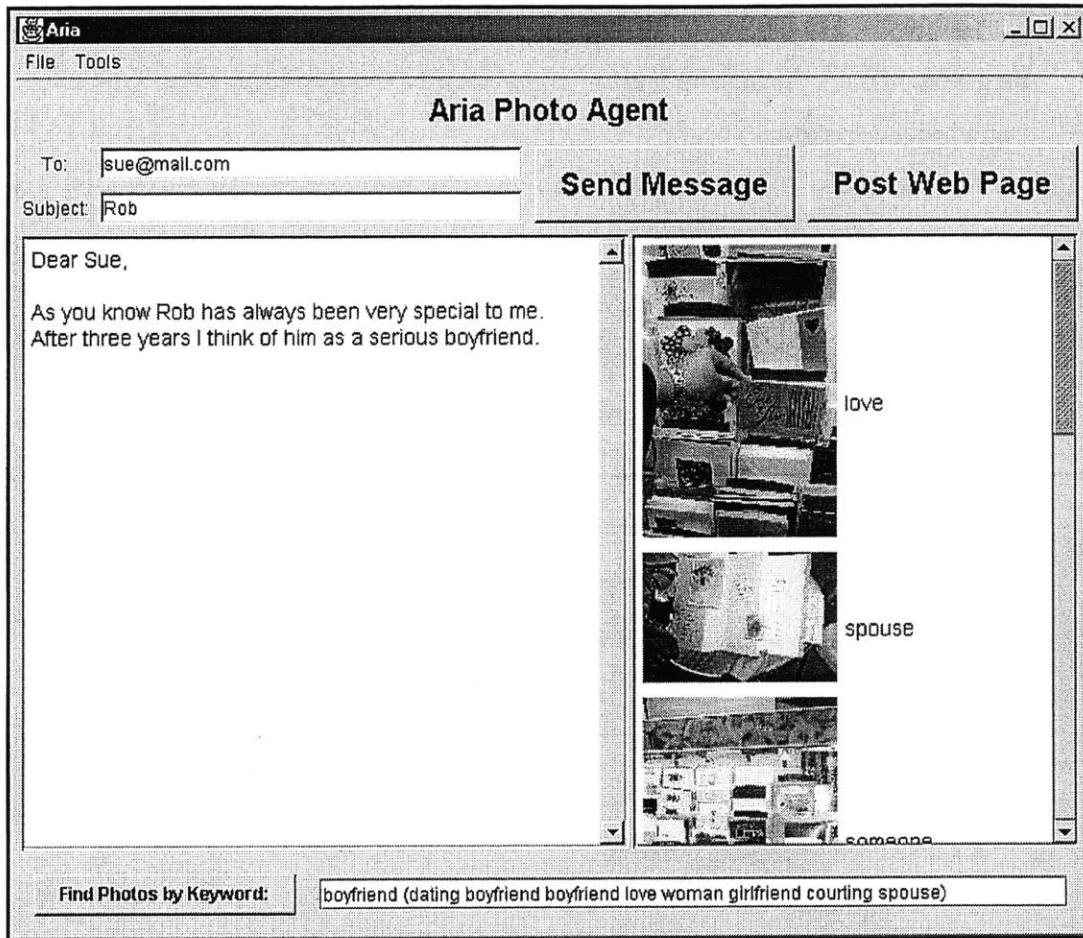 Aria
File Tools
Aria Photo Agent
To: sue@mail.com
Send Message
Post Web Page
Subject: Rob
Dear Sue,
As you know Rob has always been very special to me.
After three years I think of him as a serious boyfriend.
love
spouse
someone
Find Photos by Keyword: boyfriend (dating boyfriend boyfriend love woman girlfriend courting spouse)